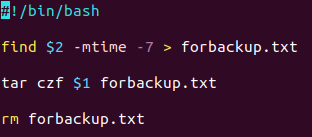 #!/bin/bash
find $2 -mtime -7 > forbackup.txt
tar czf $1 forbackup.txt
rm forbackup.txt